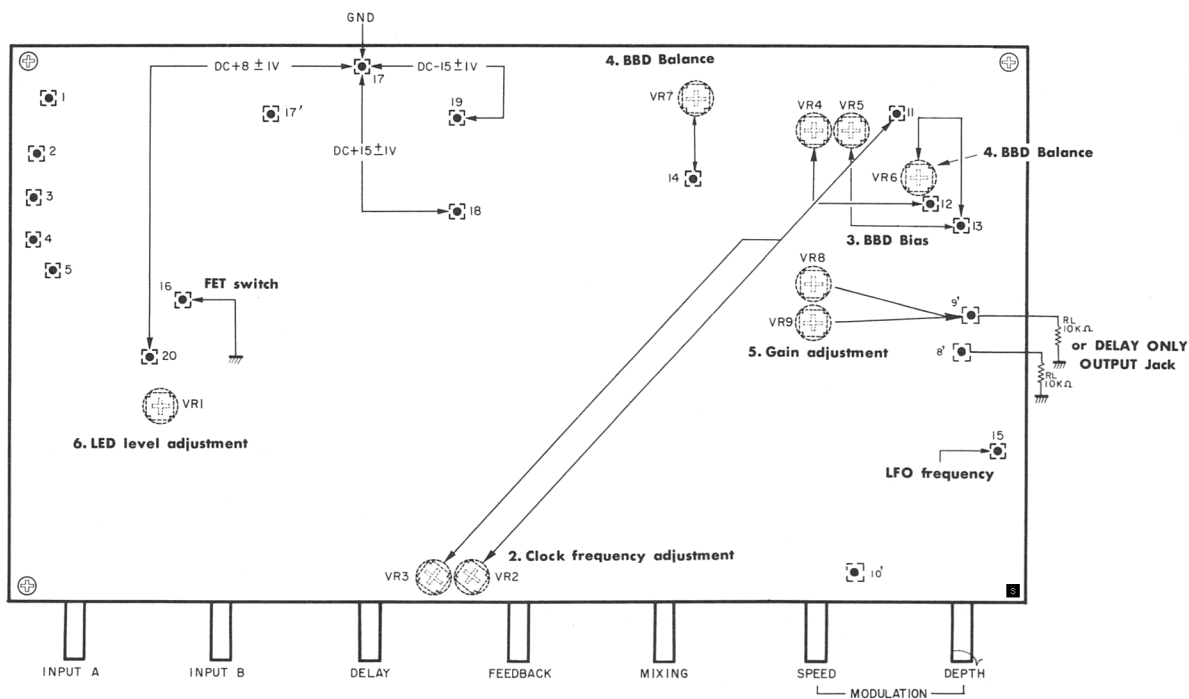 GND
DC+8 ± 1V
DC-15±1V
17
4. BBD Balance
VR7
1
17'
19
VR4
VR5
11
DC+15±1V
2
14
VR6
4. BBD Balance
3
18
12
13
4
3. BBD Bias
5
VR8
16
FET switch
9'
VR9
RL
10KΩ
or DELAY ONLY
OUTPUT Jack
20
5. Gain adjustment
8'
RL
10KΩ
VR1
6. LED level adjustment
15
LFO frequency
2. Clock frequency adjustment
VR3
VR2
10'
S
INPUT A
INPUT B
DELAY
FEEDBACK
MIXING
SPEED
DEPTH
MODULATION